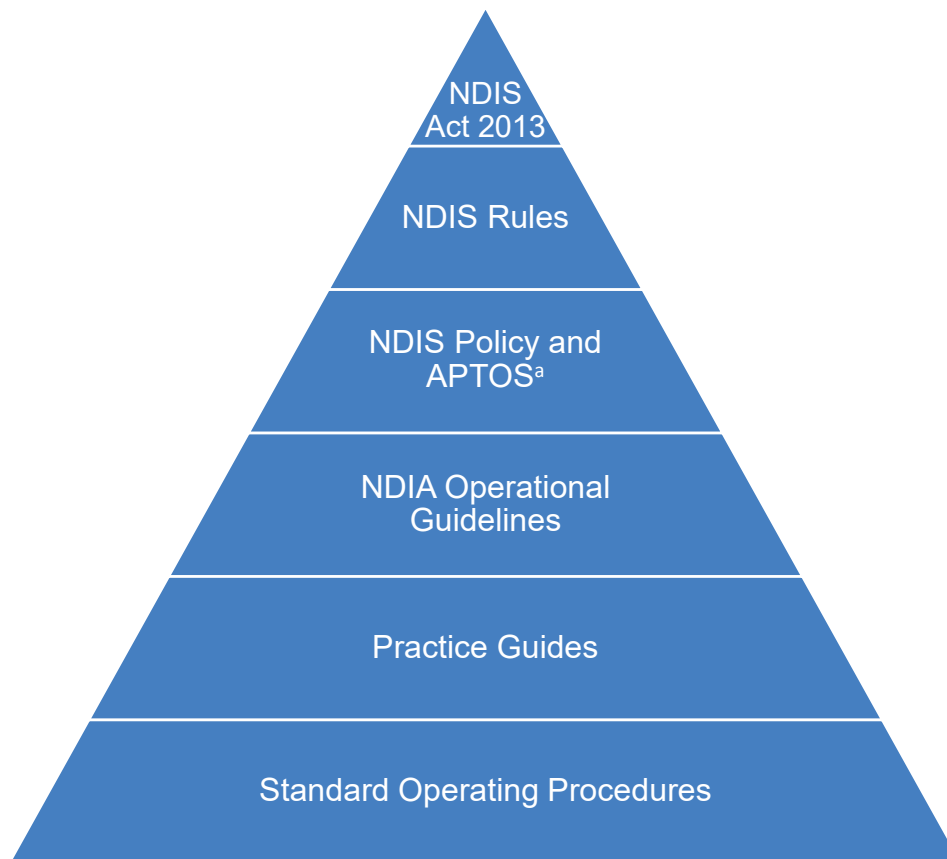 NDIS
Act 2013
NDIS Rules
NDIS Policy and
APTOSᵃ
NDIA Operational
Guidelines
Practice Guides
Standard Operating Procedures